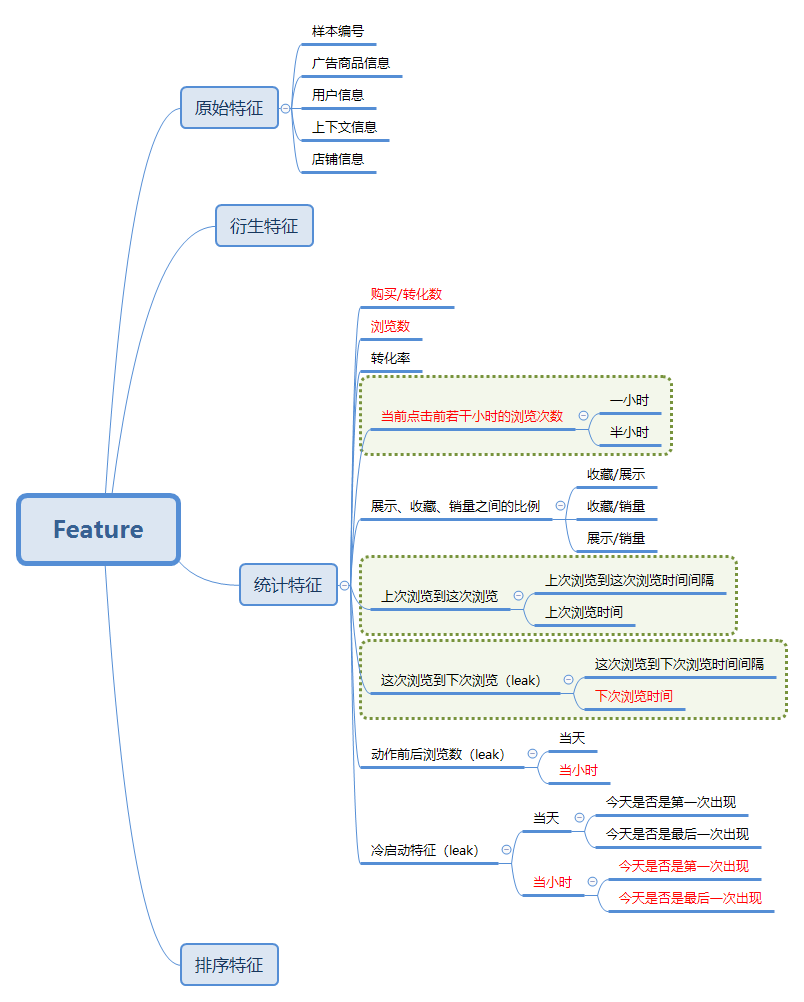 样本编号
广告商品信息
原始特征
用户信息
上下文信息
店铺信息
衍生特征
购买/转化数
浏览数
转化率
一小时
当前点击前若干小时的浏览次数
半小时
收藏/展示
展示、收藏、销量之间的比例
收藏/销量
展示/销量
Feature
统计特征
上次浏览到这次浏览时间间隔
上次浏览到这次浏览
上次浏览时间
这次浏览到下次浏览时间间隔
这次浏览到下次浏览（leak）
下次浏览时间
当天
动作前后浏览数（leak）
当小时
今天是否是第一次出现
当天
今天是否是最后一次出现
冷启动特征（leak）
今天是否是第一次出现
当小时
今天是否是最后一次出现
排序特征